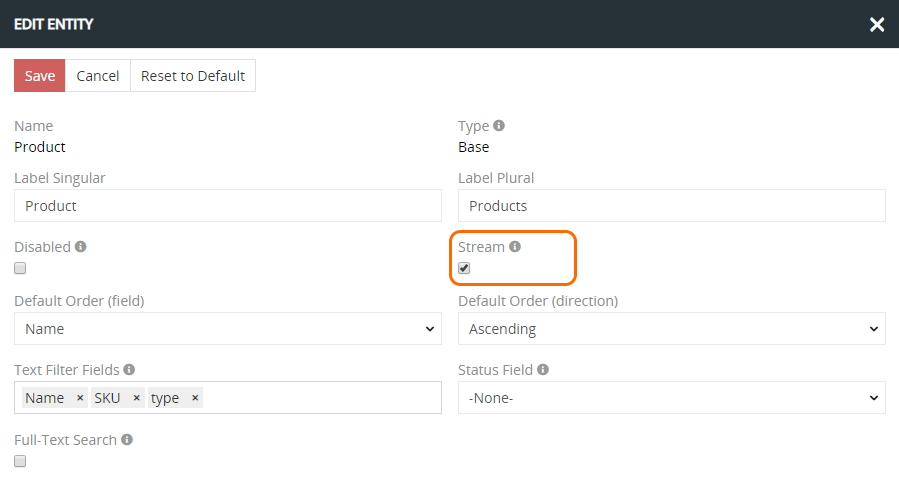 EDIT ENTITY
Save Cancel Reset to Default
Name Type
Product Base
Label Singular Label Plural
Product Products
Disabled Stream
Default Order (field) Default Order (direction)
Name Ascending
Text Filter Fields Status Field
Name × SKU × type × -None-
Full-Text Search